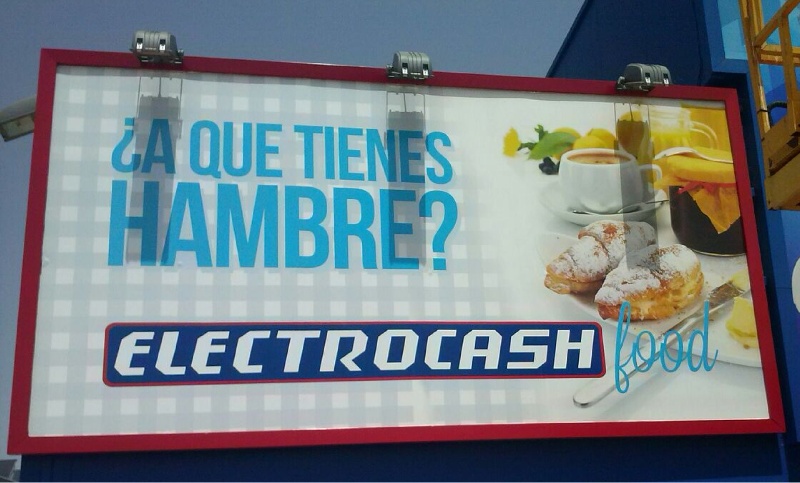 ¿A QUE TIENES
HAMBRE?
ELECTROCASH food